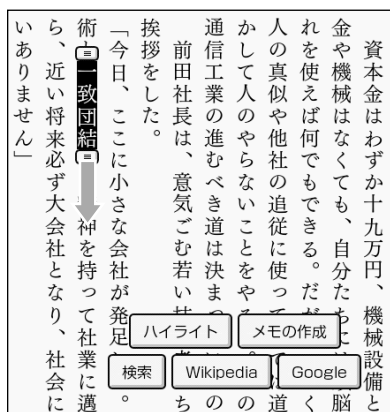 資本金はわずか十九万円、機械設備と
金や機械はなくても、自分た脳
れを使えば何でもできる。だく
人の真似や他社の追従に使って道
かして人のやらないことをやの
通信工業の進むべき道は決まの
前田社長は、意気ごむ若いち
挨拶をした。
「今日、ここに小さな会社が発足。
術一致団結神を持って社業に邁
ら、近い将来必ず大会社となり、社会に
いありません」
ハイライト
メモの作成
検索
Wikipedia
Google